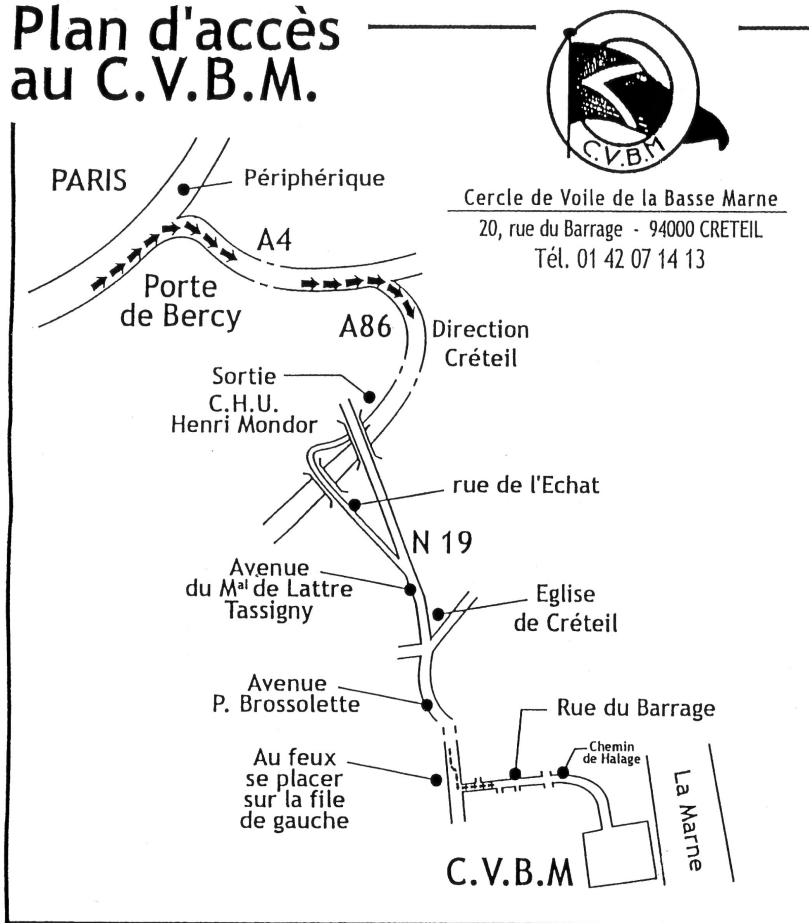 Plan d'accès
au C.V.B.M.
C.V.B.M
Cercle de Voile de la Basse Marne
20, rue du Barrage - 94000 CRETEIL
Tél. 01 42 07 14 13
PARIS
Périphérique
A4
Porte
de Bercy
A86
Direction
Créteil
Sortie
C.H.U.
Henri Mondor
rue de l'Echat
N 19
Avenue
du Mal de Lattre
Tassigny
Eglise
de Créteil
Avenue
P. Brossolette
Rue du Barrage
Chemin
de Halage
Au feux
se placer
sur la file
de gauche
La Marne
C.V.B.M